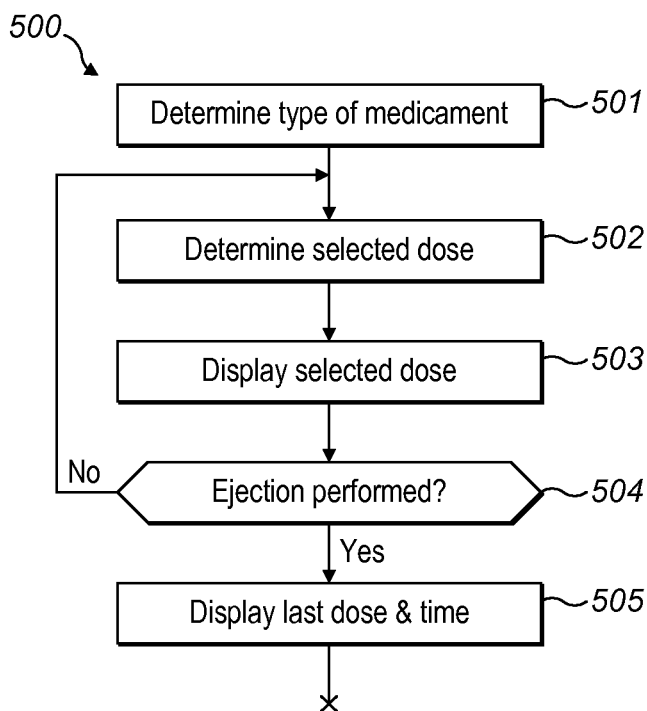 500
Determine type of medicament
501
Determine selected dose
502
Display selected dose
503
No
Ejection performed?
504
Yes
Display last dose & time
505